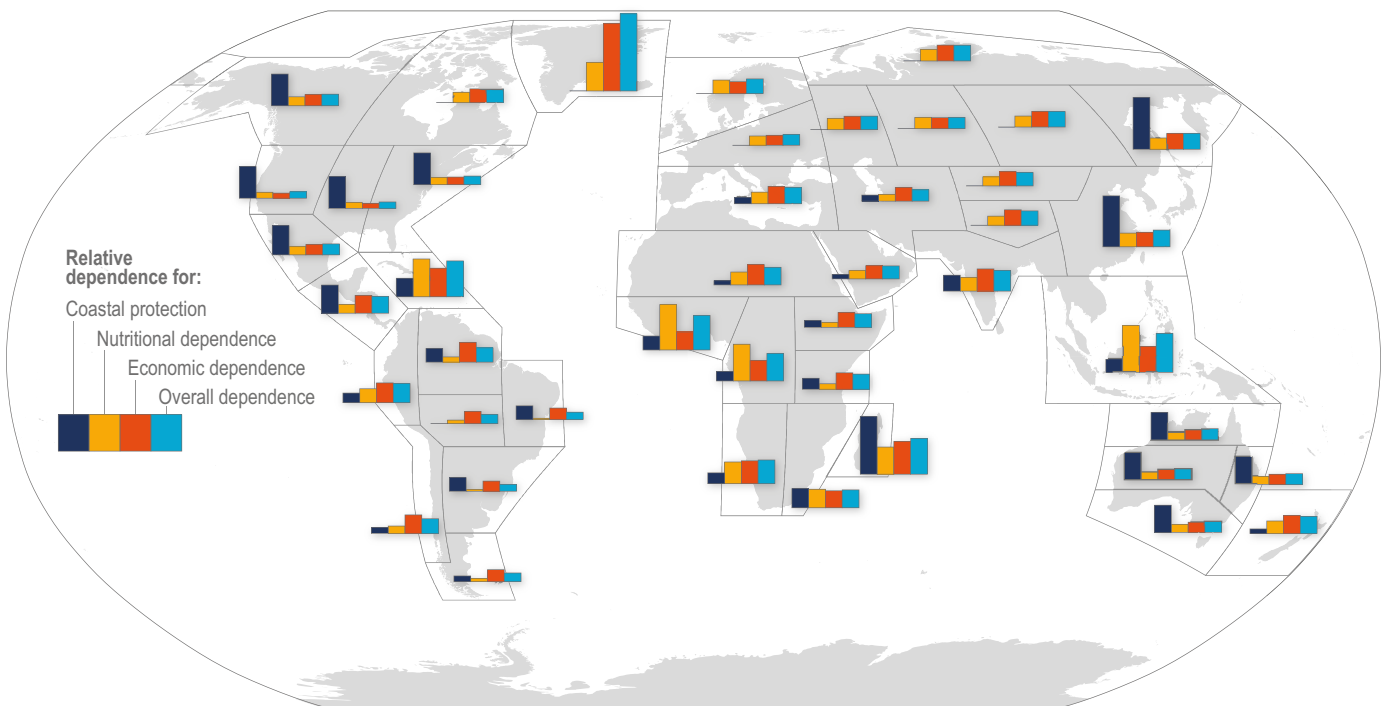 Relative
dependence for:
Coastal protection
Nutritional dependence
Economic dependence
Overall dependence